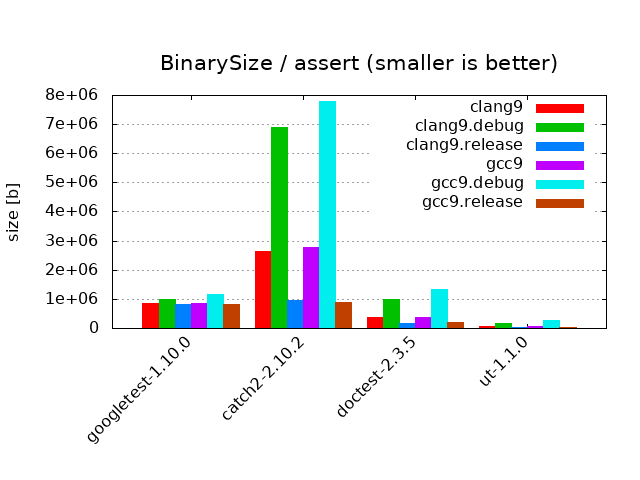 BinarySize / assert (smaller is better)
8e+06
7e+06
6e+06
5e+06
4e+06
3e+06
2e+06
1e+06
0
size [b]
clang9
clang9.debug
clang9.release
gcc9
gcc9.debug
gcc9.release
googletest-1.10.0
catch2-2.10.2
doctest-2.3.5
ut-1.1.0